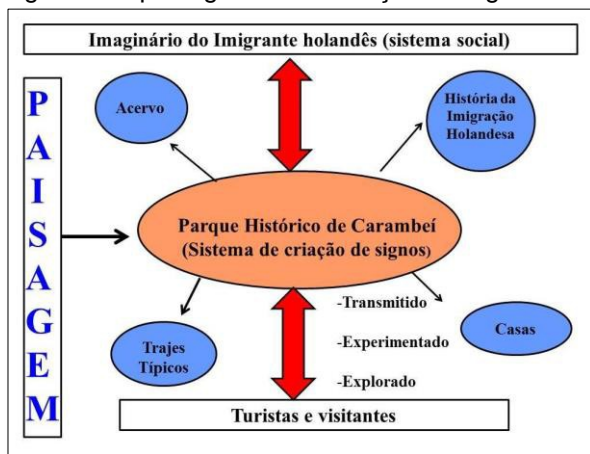 Imaginário do Imigrante holandês (sistema social)
PAISAGEM
Acervo
História da
Imigração
Holandesa
Parque Histórico de Carambeí
(Sistema de criação de signos)
-Transmitido
-Experimentado
-Explorado
Trajes
Típicos
Casas
Turistas e visitantes